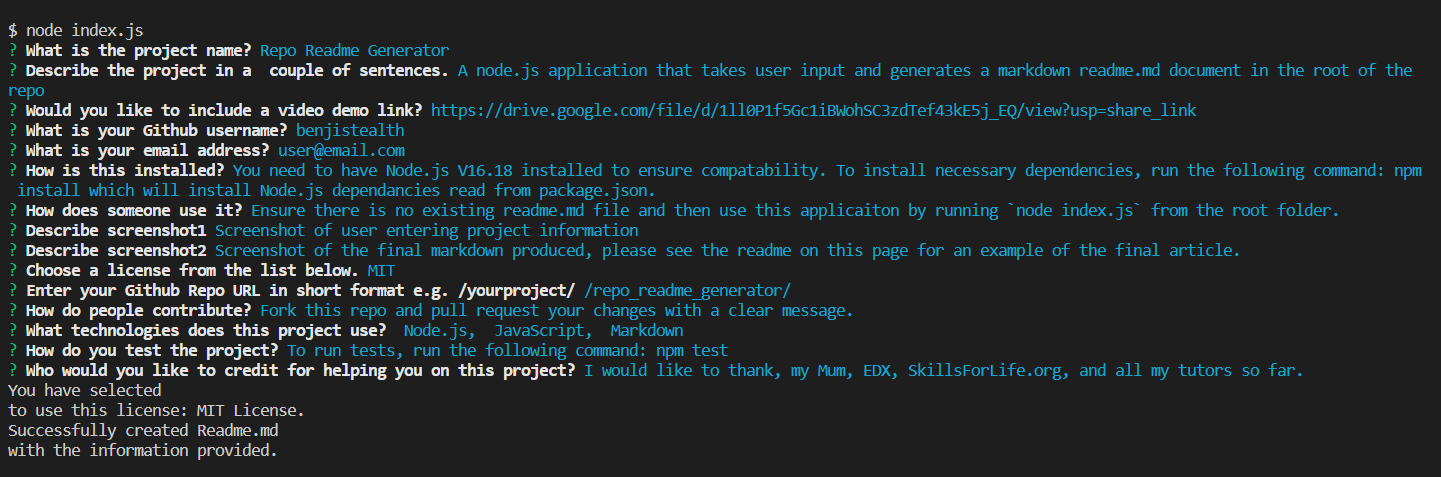 $ node index.js
? What is the project name? Repo Readme Generator
? Describe the project in a  couple of sentences. A node.js application that takes user input and generates a markdown readme.md document in the root of the
repo
? Would you like to include a video demo link? https://drive.google.com/file/d/1ll0P1f5Gc1iBWohSC3zdTef43kE5j_EQ/view?usp=share_link
? What is your Github username? benjistealth
? What is your email address? user@email.com
? How is this installed? You need to have Node.js V16.18 installed to ensure compatability. To install necessary dependencies, run the following command: npm
 install which will install Node.js dependancies read from package.json.
? How does someone use it? Ensure there is no existing readme.md file and then use this applicaiton by running `node index.js` from the root folder.
? Describe screenshot1 Screenshot of user entering project information
? Describe screenshot2 Screenshot of the final markdown produced, please see the readme on this page for an example of the final article.
? Choose a license from the list below. MIT
? Enter your Github Repo URL in short format e.g. /yourproject/ /repo_readme_generator/
? How do people contribute? Fork this repo and pull request your changes with a clear message.
? What technologies does this project use?  Node.js,  JavaScript,  Markdown
? How do you test the project? To run tests, run the following command: npm test
? Who would you like to credit for helping you on this project? I would like to thank, my Mum, EDX, SkillsForLife.org, and all my tutors so far.
You have selected
to use this license: MIT License.
Successfully created Readme.md
with the information provided.